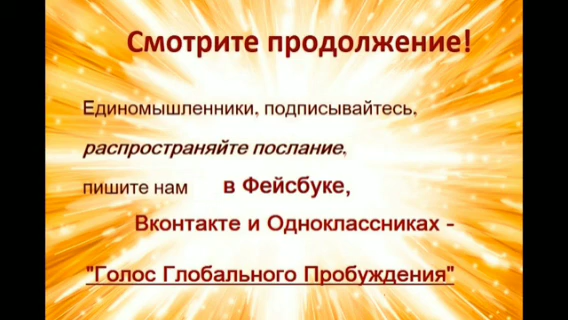 Смотрите продолжение!
Единомышленники, подписывайтесь,
распространяйте послание,
пишите нам в Фейсбуке,
Вконтакте и Одноклассниках -
"Голос Глобального Пробуждения"